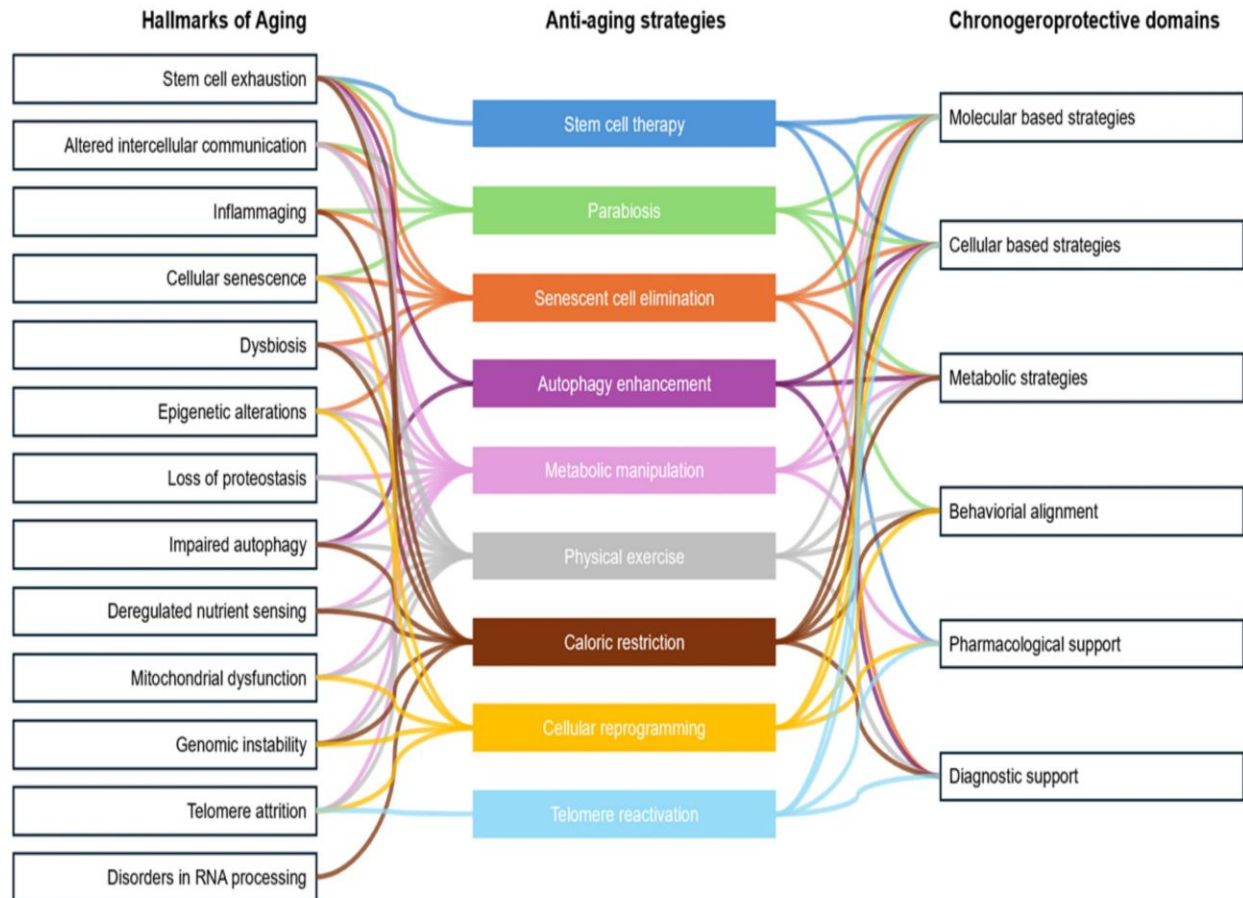 Hallmarks of Aging
Stem cell exhaustion
Altered intercellular communication
Inflammaging
Cellular senescence
Dysbiosis
Epigenetic alterations
Loss of proteostasis
Impaired autophagy
Deregulated nutrient sensing
Mitochondrial dysfunction
Genomic instability
Telomere attrition
Disorders in RNA processing
Anti-aging strategies
Stem cell therapy
Parabiosis
Senescent cell elimination
Autophagy enhancement
Metabolic manipulation
Physical exercise
Caloric restriction
Cellular reprogramming
Telomere reactivation
Chronogeroprotective domains
Molecular based strategies
Cellular based strategies
Metabolic strategies
Behaviorial alignment
Pharmacological support
Diagnostic support